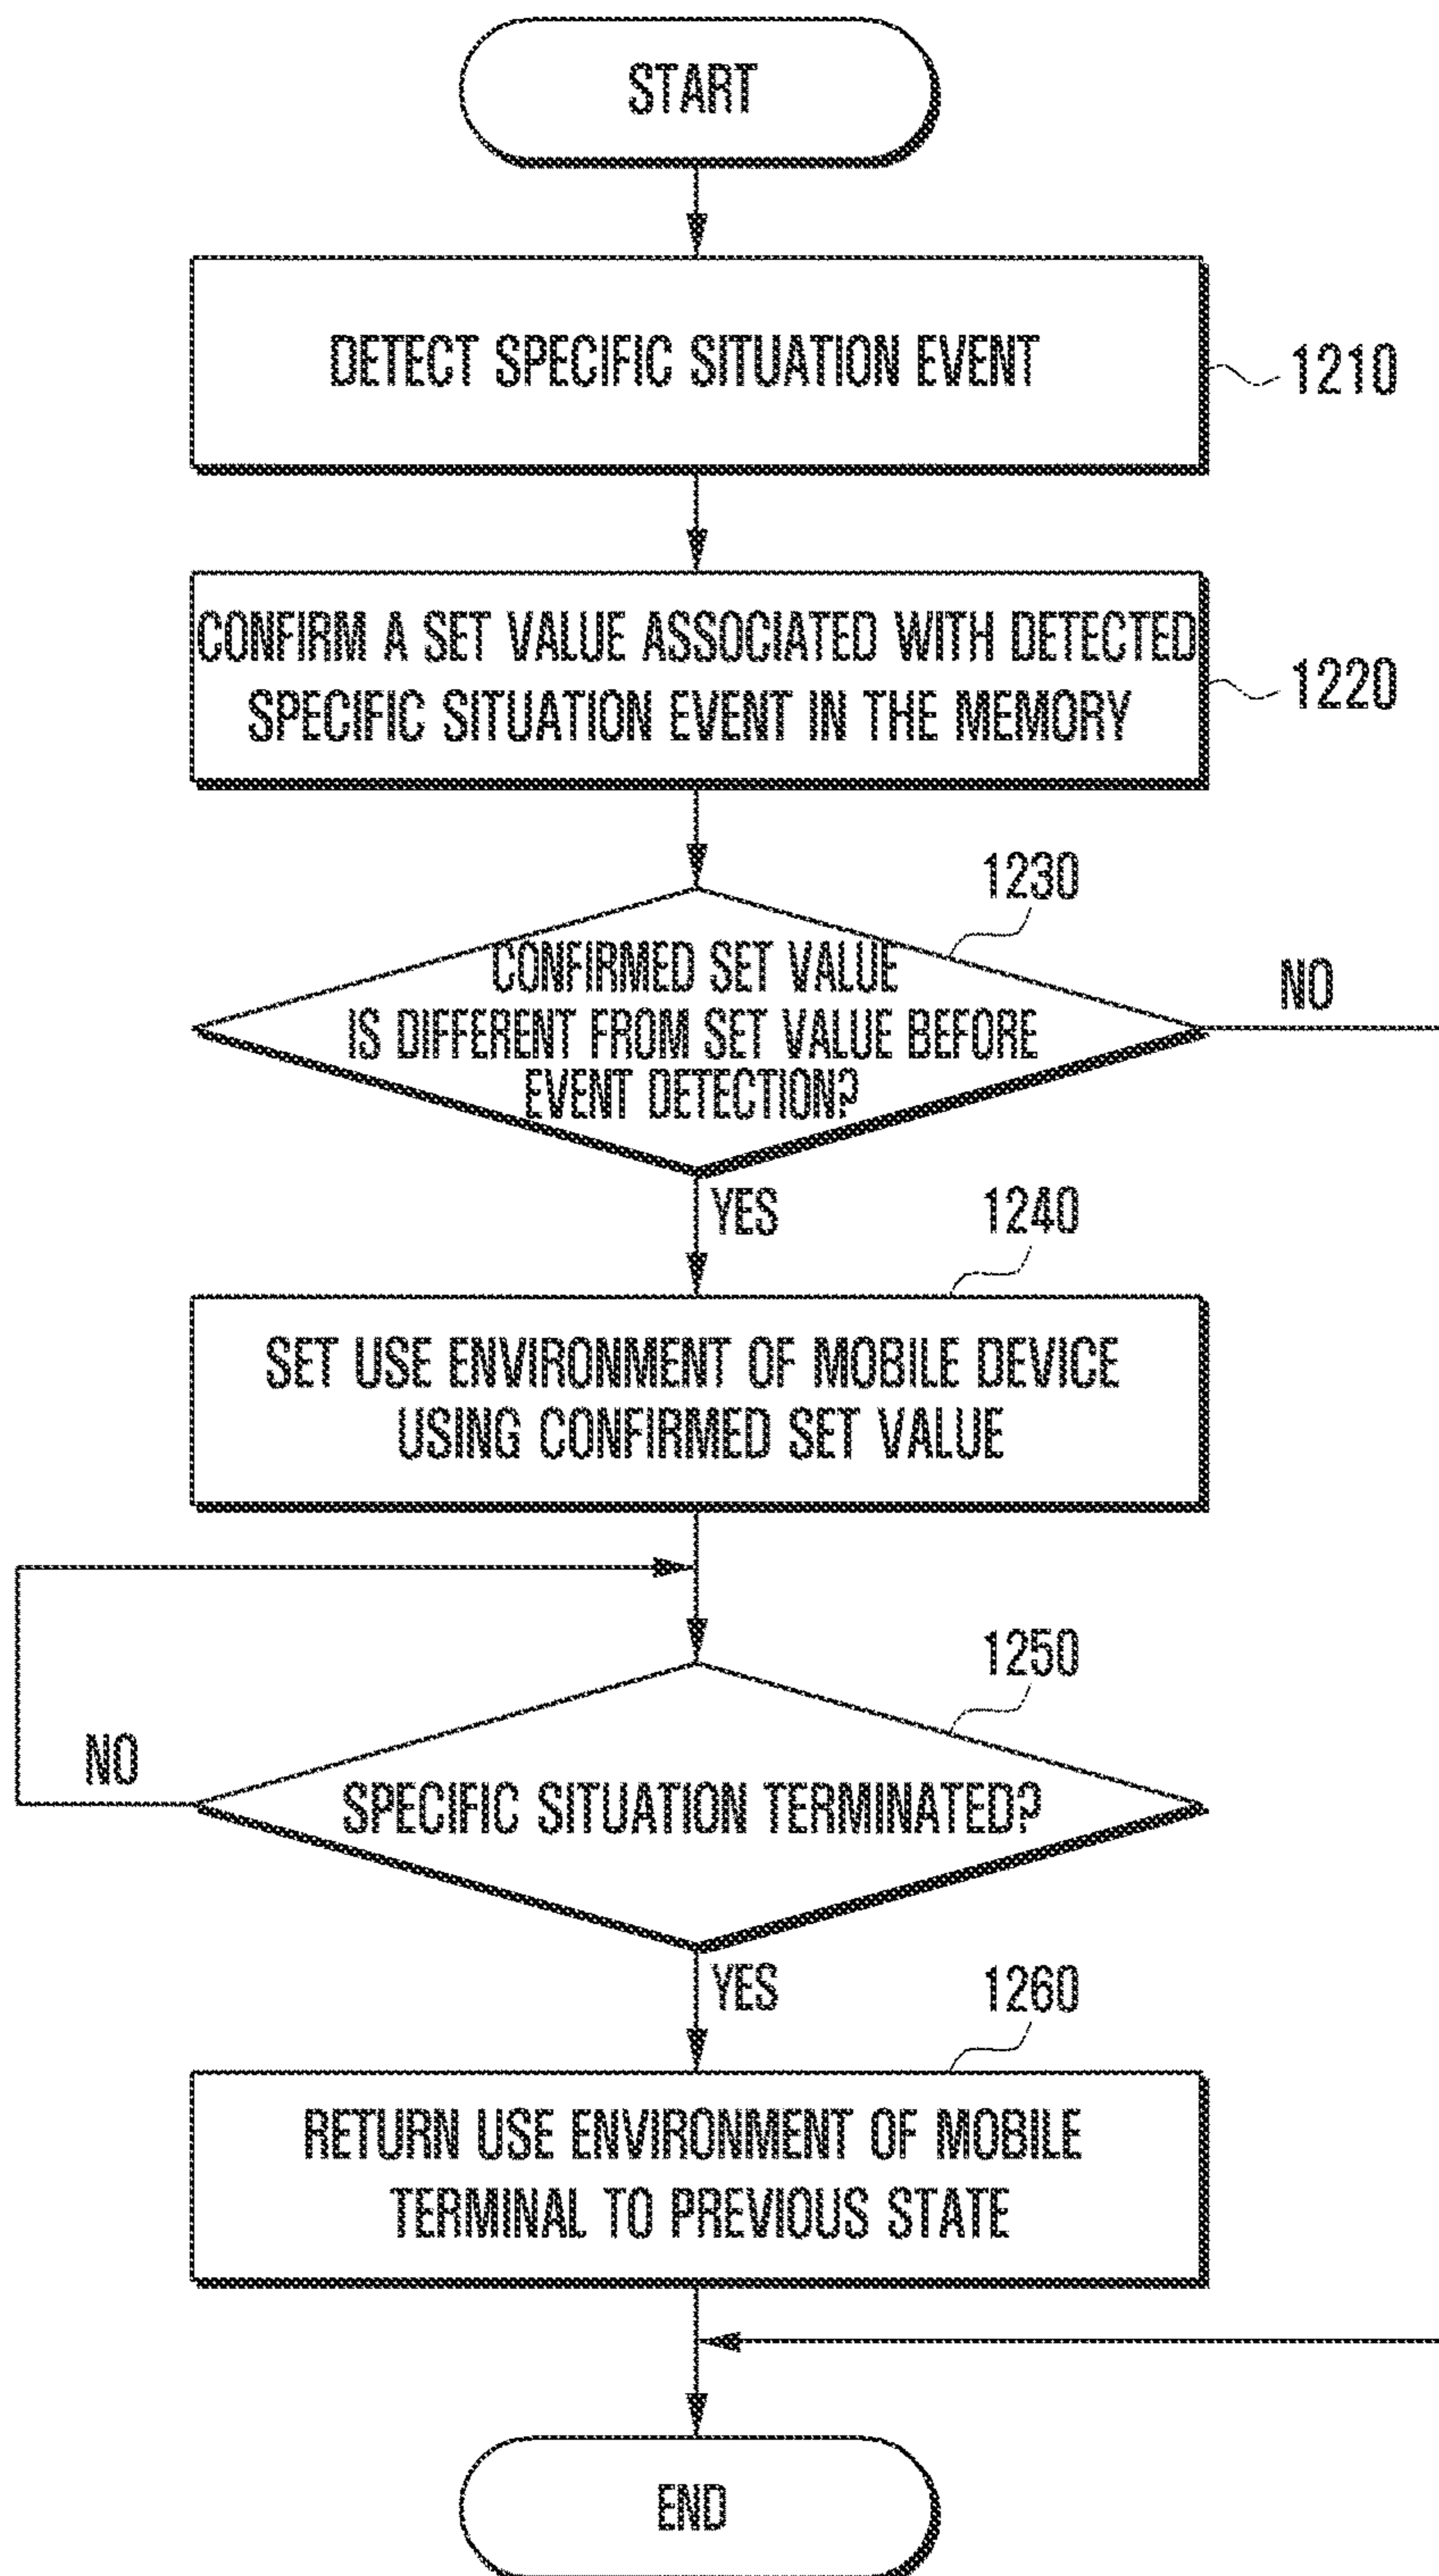 START
DETECT SPECIFIC SITUATION EVENT
1210
CONFIRM A SET VALUE ASSOCIATED WITH DETECTED
SPECIFIC SITUATION EVENT IN THE MEMORY
1220
1230
CONFIRMED SET VALUE
IS DIFFERENT FROM SET VALUE BEFORE
EVENT DETECTION?
NO
YES
1240
SET USE ENVIRONMENT OF MOBILE DEVICE
USING CONFIRMED SET VALUE
1250
NO
SPECIFIC SITUATION TERMINATED?
YES
1260
RETURN USE ENVIRONMENT OF MOBILE
TERMINAL TO PREVIOUS STATE
END